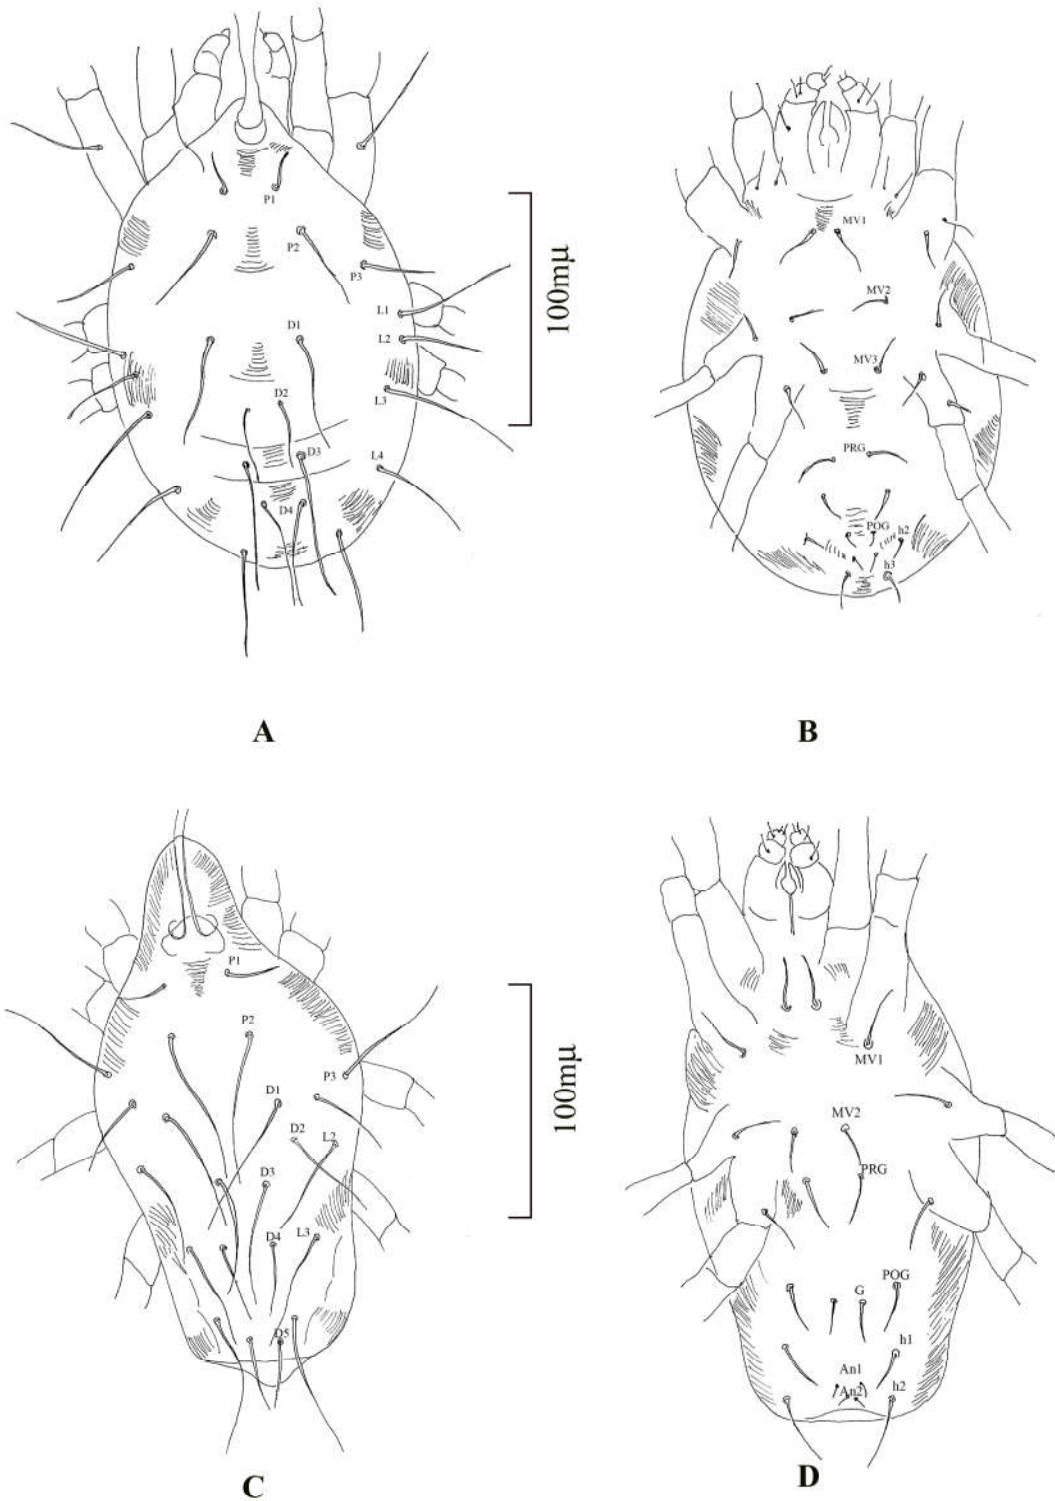 P1
P2
P3
L1
D1
L2
D2
L3
D3
L4
D4
100mµ
MV1
MV2
MV3
PRG
POG
h2
h3
A
B
P1
P2
P3
D1
D2
L2
D3
D4
L3
D5
100mµ
MV1
MV2
PRG
G
POG
h1
An1
An2
h2
C
D